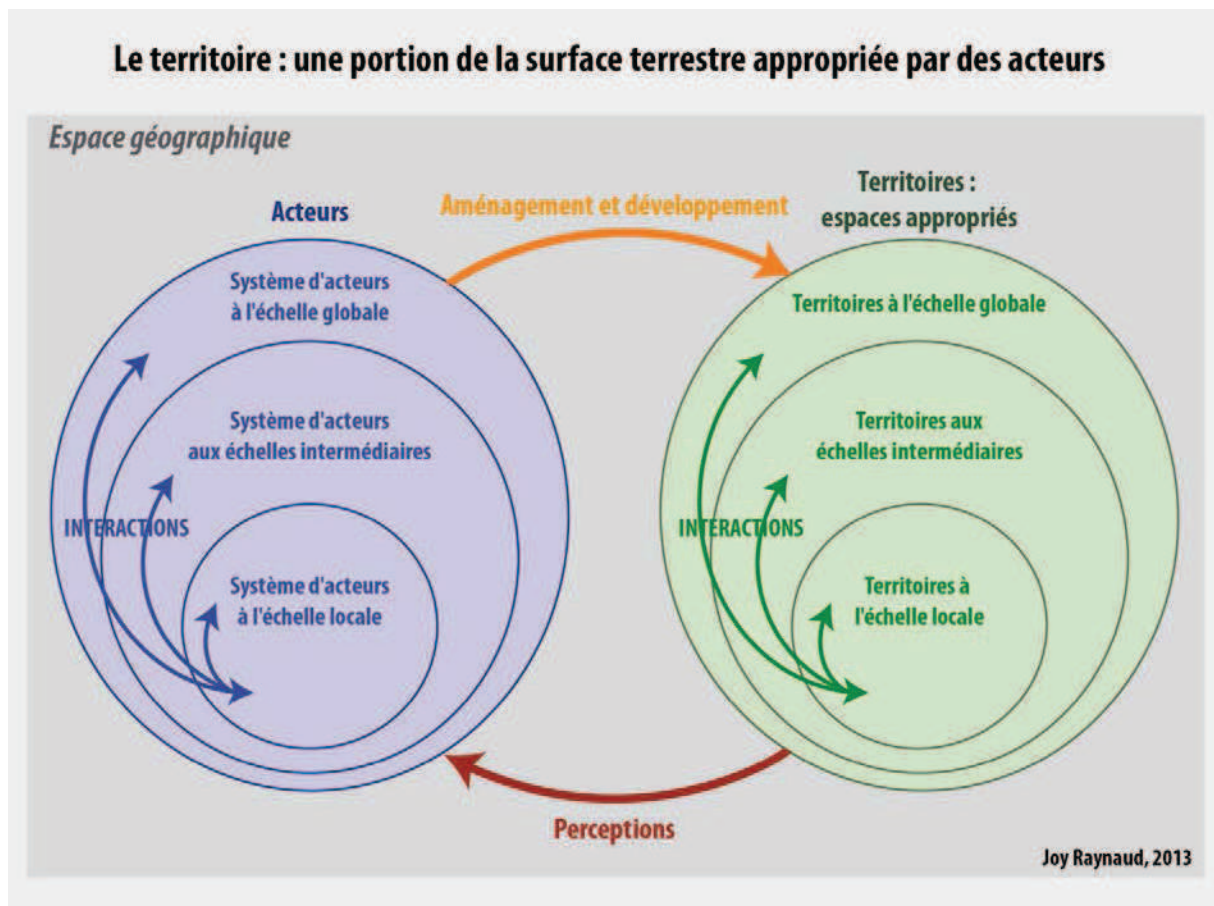 Le territoire : une portion de la surface terrestre appropriée par des acteurs
Espace géographique
Acteurs
Aménagement et développement
Territoires :
espaces appropriés
Système d'acteurs
à l'échelle globale
Système d'acteurs
aux échelles intermédiaires
INTERACTIONS
Système d'acteurs
à l'échelle locale
Territoires à l'échelle globale
Territoires aux
échelles intermédiaires
INTERACTIONS
Territoires à
l'échelle locale
Perceptions
Joy Raynaud, 2013